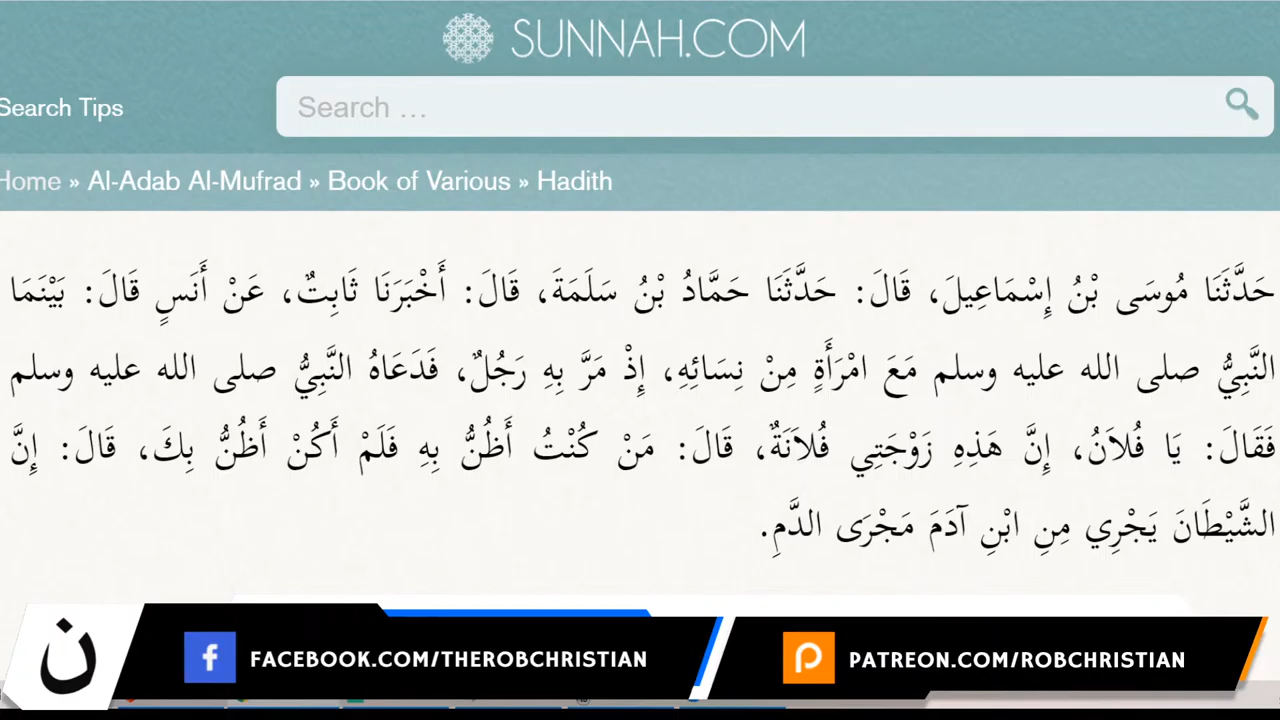 SUNNAH.COM
Search Tips
Search ...
Home » Al-Adab Al-Mufrad » Book of Various » Hadith
حَدَّثَنَا مُوسَى بْنُ إِسْمَاعِيلَ، قَالَ: حَدَّثَنَا حَمَّادُ بْنُ سَلَمَةَ، قَالَ: أَخْبَرَنَا ثَابِتٌ، عَنْ أَنَسٍ قَالَ: بَيْنَمَا
النَّبِيُّ صلى الله عليه وسلم مَعَ امْرَأَةٍ مِنْ نِسَائِهِ، إِذْ مَرَّ بِهِ رَجُلٌ، فَدَعَاهُ النَّبِيُّ صلى الله عليه وسلم
فَقَالَ: يَا فُلاَنُ، إِنَّ هَذِهِ زَوْجَتِي فُلاَنَةٌ، قَالَ: مَنْ كُنْتُ أَظُنُّ بِهِ فَلَمْ أَكُنْ أَظُنُّ بِكَ، قَالَ: إِنَّ
الشَّيْطَانَ يَجْرِي مِنِ ابْنِ آدَمَ مَجْرَى الدَّمِ.
ن
FACEBOOK.COM/THEROBCHRISTIAN
PATREON.COM/ROBCHRISTIAN